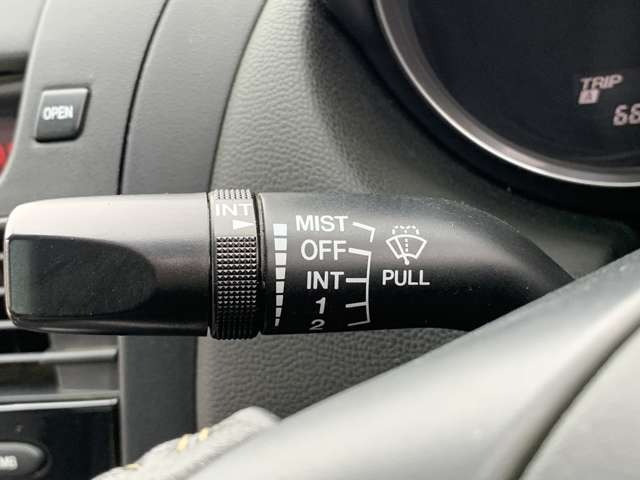 OPEN
TRIP
A
INT
MIST
OFF
INT
1
2
PULL